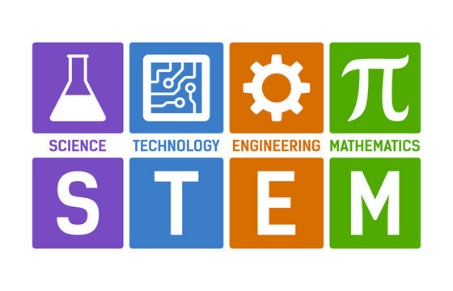 π
SCIENCE TECHNOLOGY ENGINEERING MATHEMATICS
S T E M